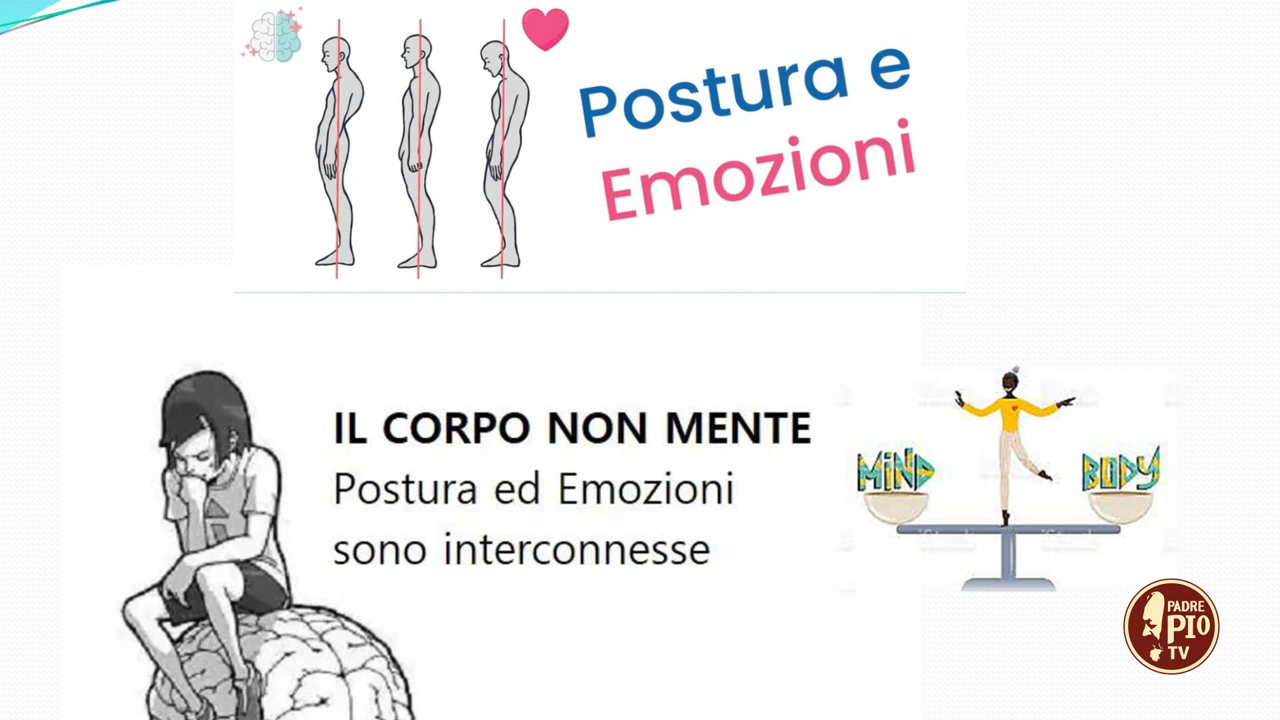 Postura e
Emozioni
IL CORPO NON MENTE
Postura ed Emozioni
sono interconnesse
MIND
BODY
PADRE
PIO
TV